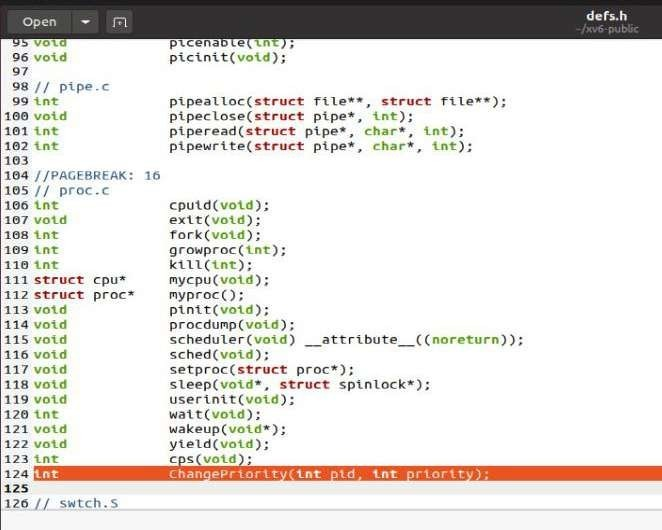 Open
defs.h
~/xv6-public
95 void picenable(int);
96 void picinit(void);
97
98 // pipe.c
99 int pipealloc(struct file**, struct file**);
100 void pipeclose(struct pipe*, int);
101 int piperead(struct pipe*, char*, int);
102 int pipewrite(struct pipe*, char*, int);
103
104 //PAGEBREAK: 16
105 // proc.c
106 int cpuid(void);
107 void exit(void);
108 int fork(void);
109 int growproc(int);
110 int kill(int);
111 struct cpu* mycpu(void);
112 struct proc* myproc();
113 void pinit(void);
114 void procdump(void);
115 void scheduler(void) __attribute__((noreturn));
116 void sched(void);
117 void setproc(struct proc*);
118 void sleep(void*, struct spinlock*);
119 void userinit(void);
120 int wait(void);
121 void wakeup(void*);
122 void yield(void);
123 int cps(void);
124 int ChangePriority(int pid, int priority);
125
126 // swtch.S